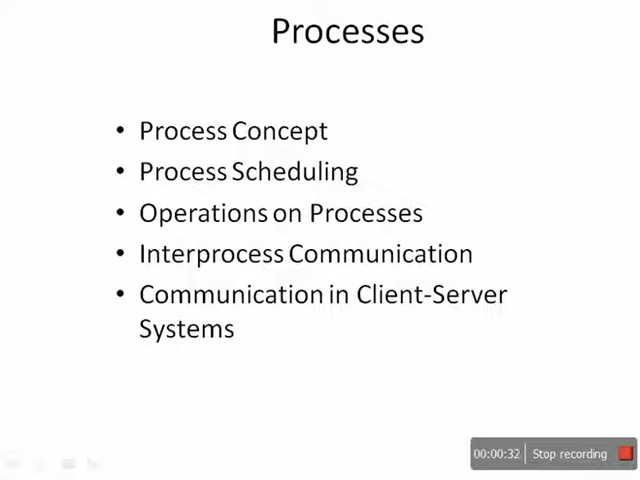 Processes
• Process Concept
• Process Scheduling
• Operations on Processes
• Interprocess Communication
• Communication in Client-Server
Systems
00:00:32 Stop recording